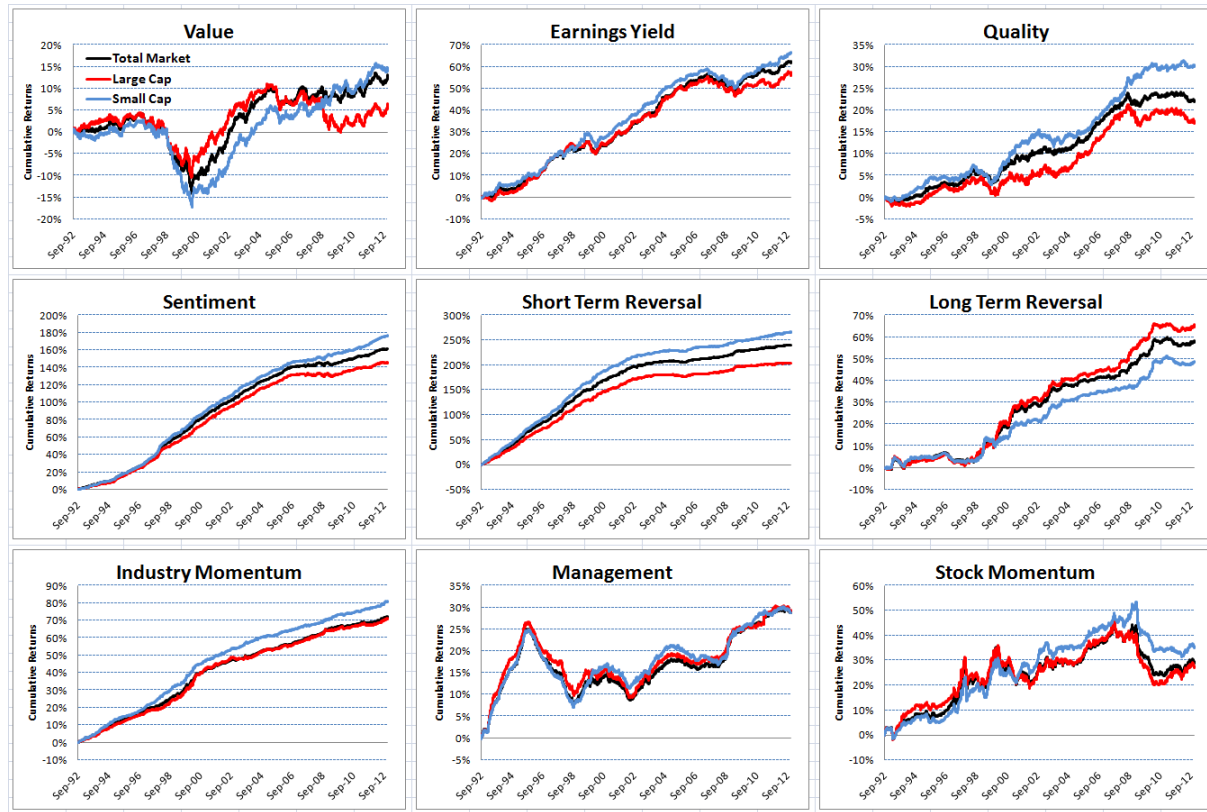 Value
20%
15%
10%
5%
0%
-5%
-10%
-15%
-20%
Cumulative Returns
Total Market
Large Cap
Small Cap
Sep-92
Sep-94
Sep-96
Sep-98
Sep-00
Sep-02
Sep-04
Sep-06
Sep-08
Sep-10
Sep-12
Earnings Yield
70%
60%
50%
40%
30%
20%
10%
0%
-10%
Cumulative Returns
Sep-92
Sep-94
Sep-96
Sep-98
Sep-00
Sep-02
Sep-04
Sep-06
Sep-08
Sep-10
Sep-12
Quality
35%
30%
25%
20%
15%
10%
5%
0%
-5%
Cumulative Returns
Sep-92
Sep-94
Sep-96
Sep-98
Sep-00
Sep-02
Sep-04
Sep-06
Sep-08
Sep-10
Sep-12
Sentiment
200%
180%
160%
140%
120%
100%
80%
60%
40%
20%
0%
Cumulative Returns
Sep-92
Sep-94
Sep-96
Sep-98
Sep-00
Sep-02
Sep-04
Sep-06
Sep-08
Sep-10
Sep-12
Short Term Reversal
300%
250%
200%
150%
100%
50%
0%
-50%
Cumulative Returns
Sep-92
Sep-94
Sep-96
Sep-98
Sep-00
Sep-02
Sep-04
Sep-06
Sep-08
Sep-10
Sep-12
Long Term Reversal
70%
60%
50%
40%
30%
20%
10%
0%
-10%
Cumulative Returns
Sep-92
Sep-94
Sep-96
Sep-98
Sep-00
Sep-02
Sep-04
Sep-06
Sep-08
Sep-10
Sep-12
Industry Momentum
90%
80%
70%
60%
50%
40%
30%
20%
10%
0%
-10%
Cumulative Returns
Sep-92
Sep-94
Sep-96
Sep-98
Sep-00
Sep-02
Sep-04
Sep-06
Sep-08
Sep-10
Sep-12
Management
35%
30%
25%
20%
15%
10%
5%
0%
-5%
Cumulative Returns
Sep-92
Sep-94
Sep-96
Sep-98
Sep-00
Sep-02
Sep-04
Sep-06
Sep-08
Sep-10
Sep-12
Stock Momentum
60%
50%
40%
30%
20%
10%
0%
-10%
Cumulative Returns
Sep-92
Sep-94
Sep-96
Sep-98
Sep-00
Sep-02
Sep-04
Sep-06
Sep-08
Sep-10
Sep-12